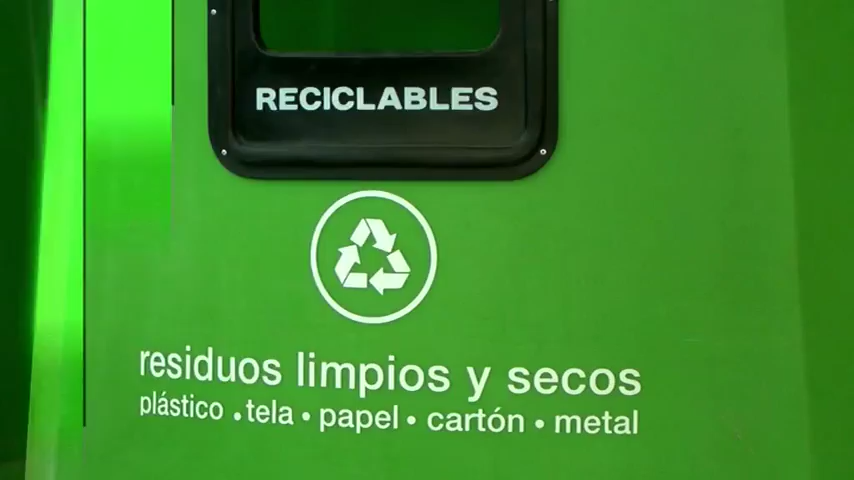 RECICLABLES
residuos limpios y secos
plástico • tela • papel • cartón • metal